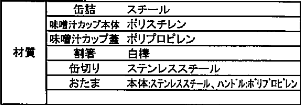 缶詰 スチール
味噌汁カップ本体 ポリスチレン
味噌汁カップ蓋 ポリプロピレン
材質 割箸 白樺
缶切り ステンレススチール
おたま 本体:ステンレススチール、ハンドル:ポリプロピレン